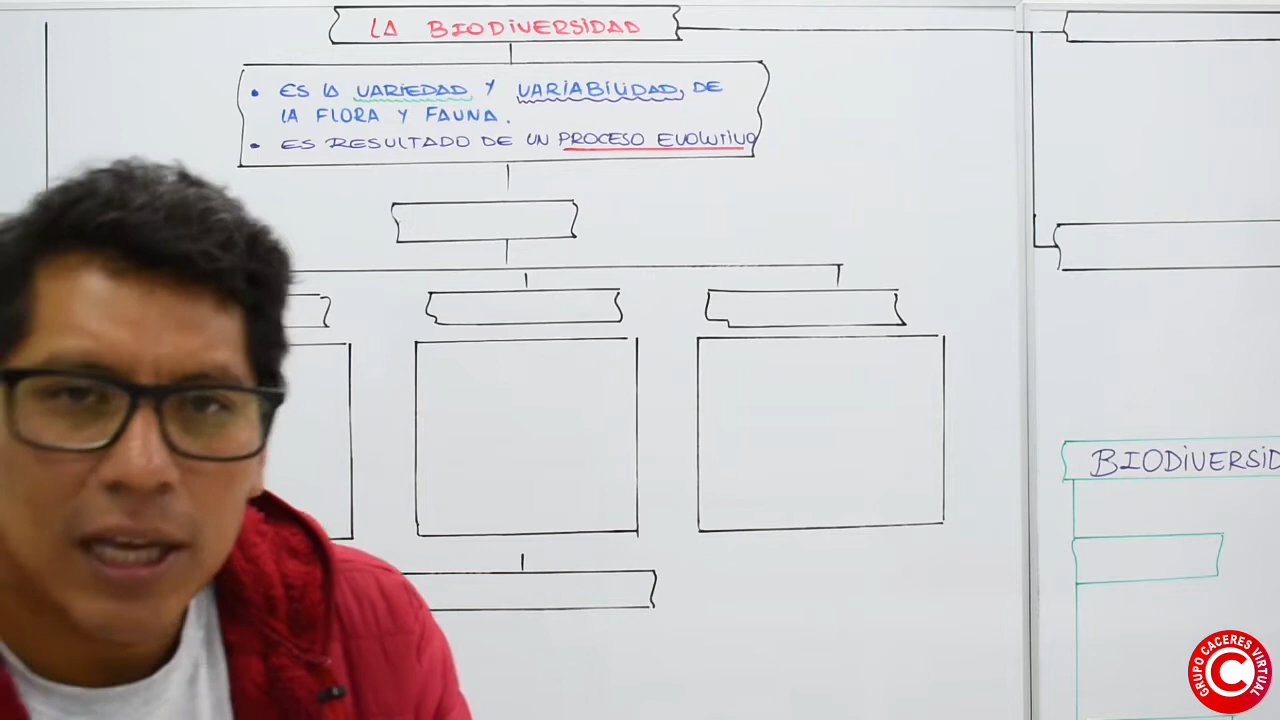 LA BIODIVERSIDAD
• ES LA VARIEDAD Y VARIABILIDAD, DE
LA FLORA Y FAUNA.
• ES RESULTADO DE UN PROCESO EVOLUTIVO
BIODIVERSID
GRUPO CACERES VIRTUAL
C